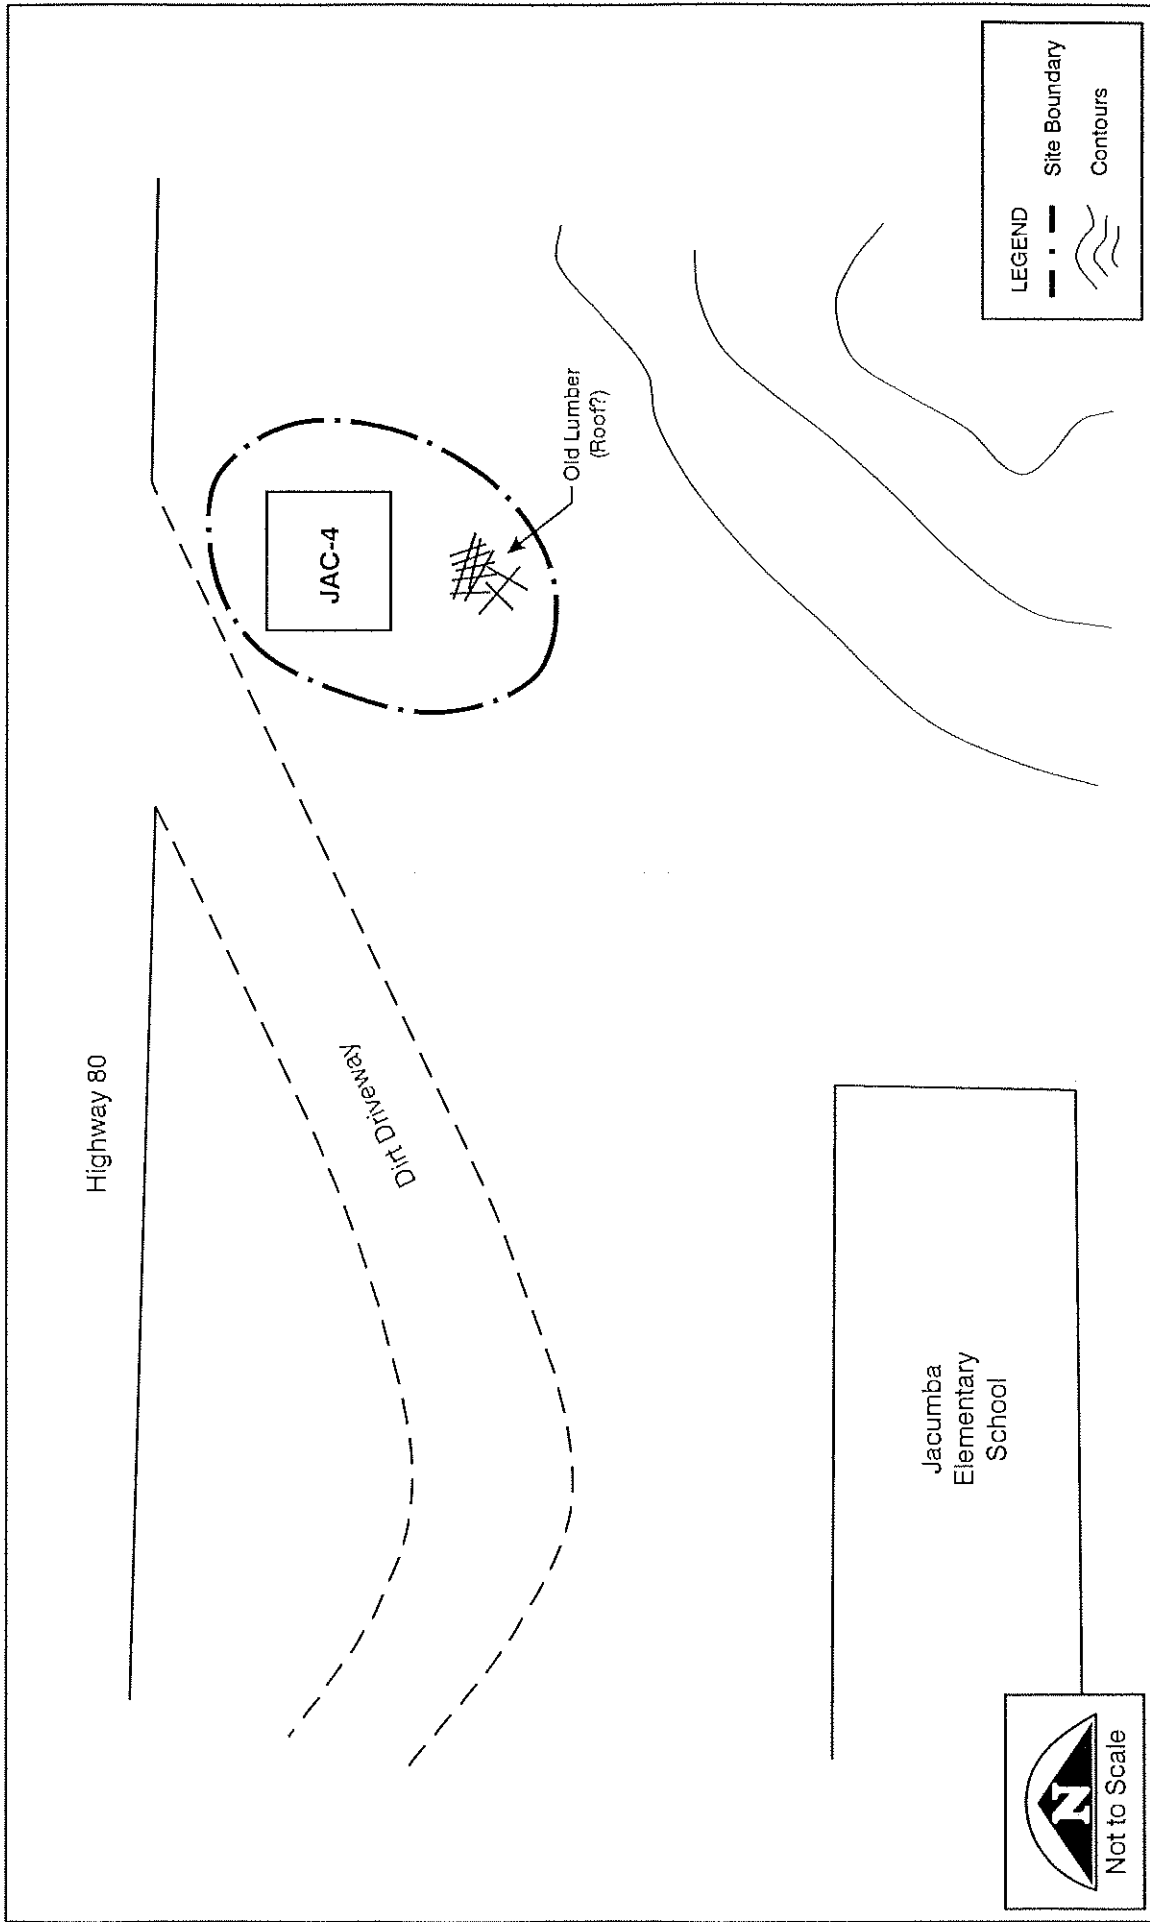 Highway 80
Dirt Driveway
JAC-4
Old Lumber
(Roof?)
Jacumba
Elementary
School
N
Not to Scale
LEGEND
Site Boundary
Contours